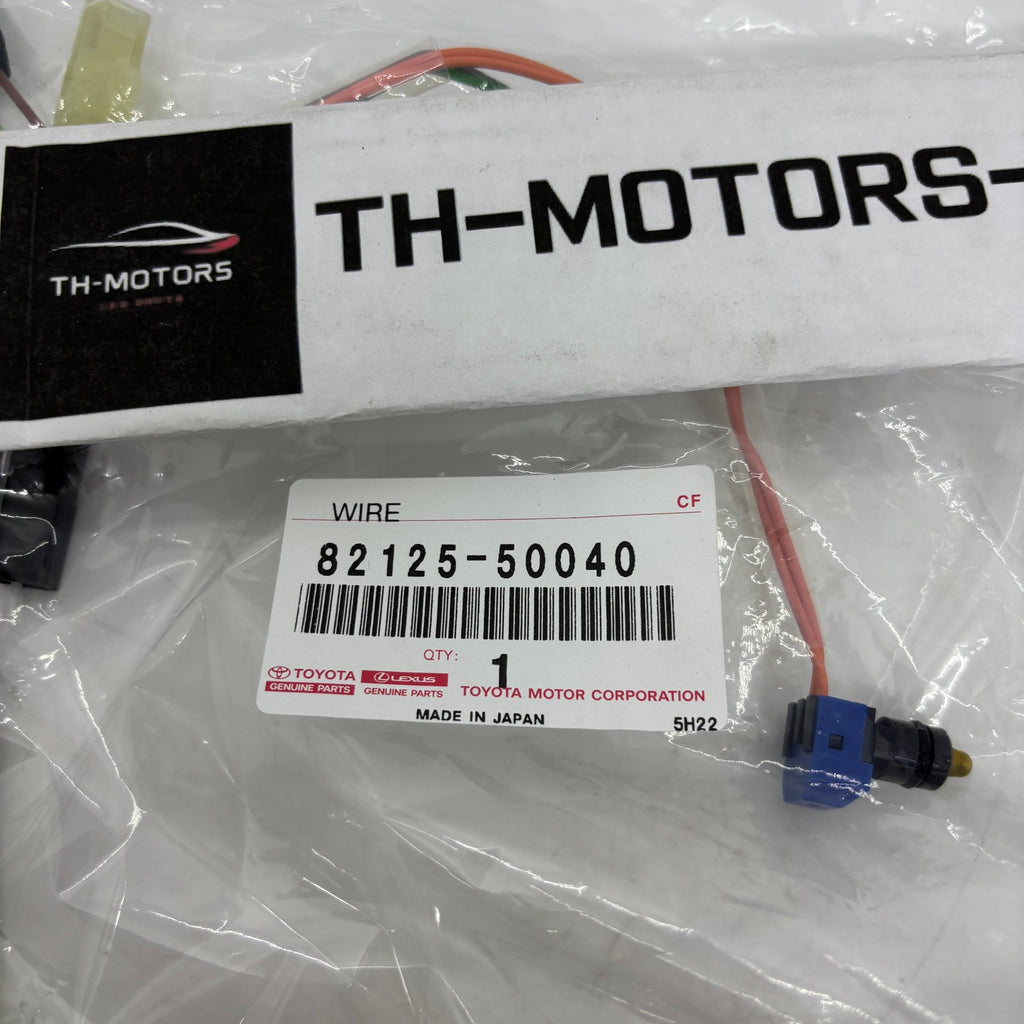 TH-MOTORS-
TH-MOTORS
WIRE
CF
82125-50040
QTY: 1
TOYOTA
GENUINE PARTS
LEXUS
GENUINE PARTS
TOYOTA MOTOR CORPORATION
MADE IN JAPAN
5H22